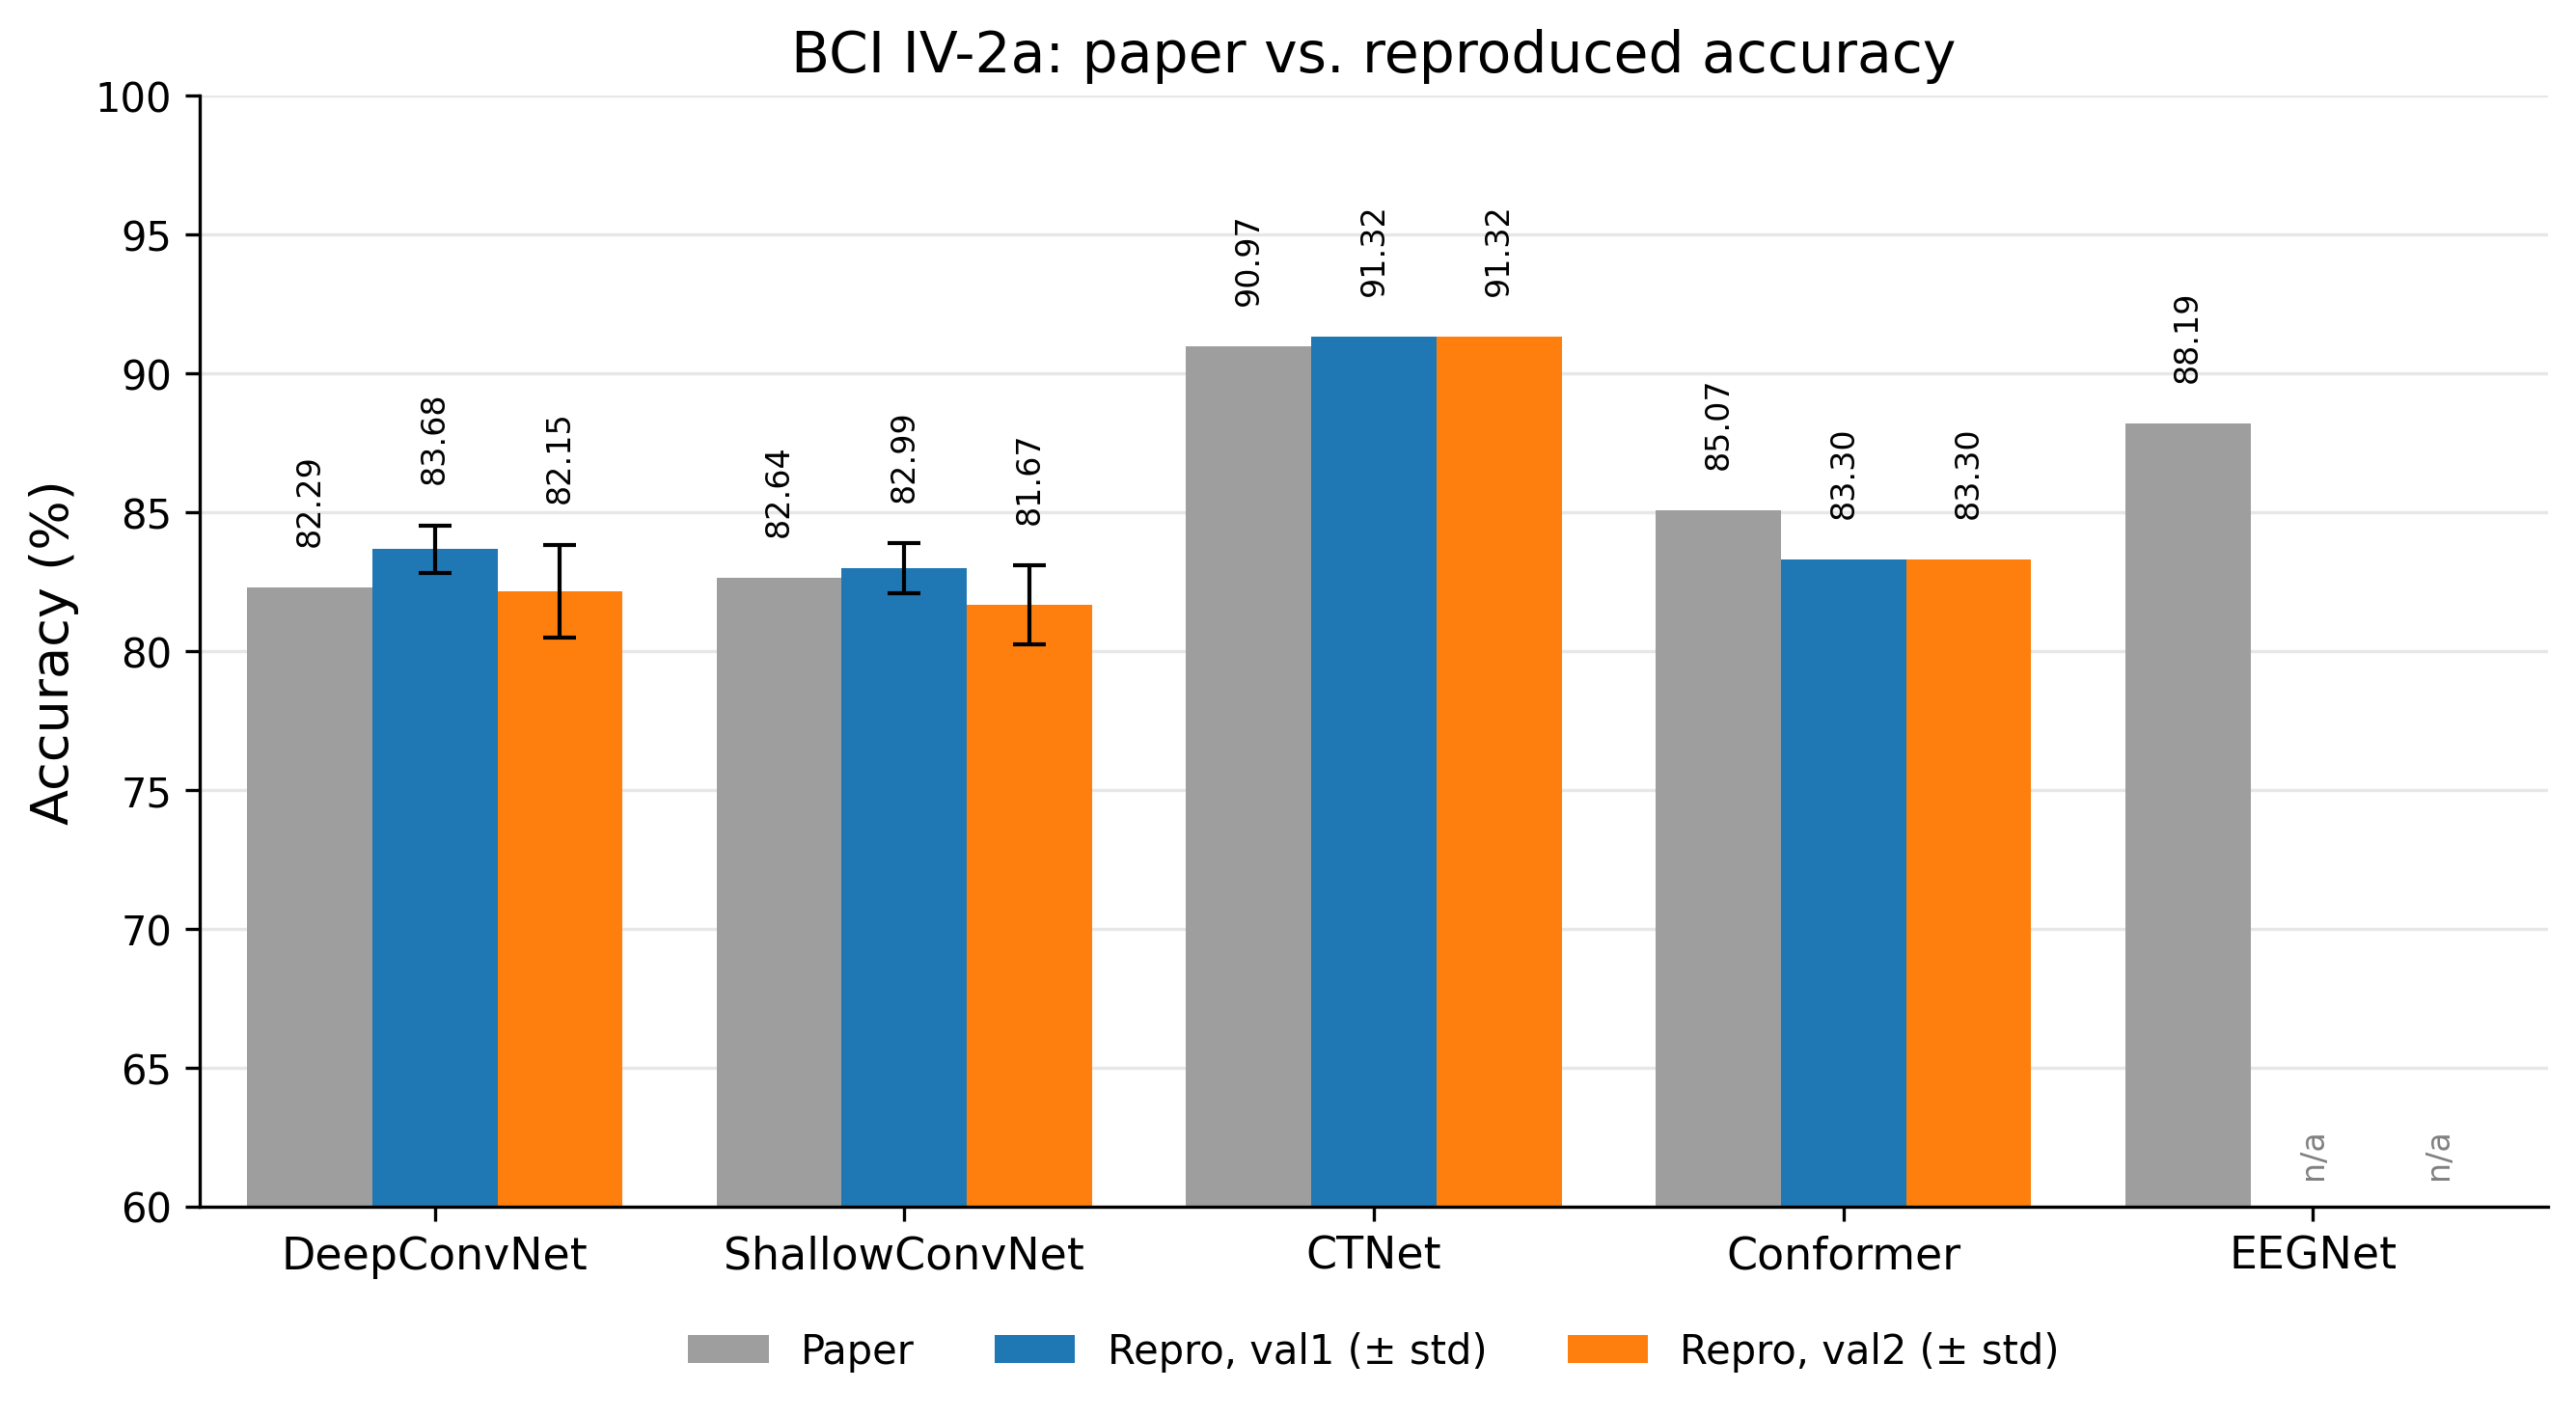 BCI IV-2a: paper vs. reproduced accuracy
Accuracy (%)
100
95
90
85
80
75
70
65
60
82.29
83.68
82.15
82.64
82.99
81.67
90.97
91.32
91.32
85.07
83.30
83.30
88.19
n/a
n/a
DeepConvNet
ShallowConvNet
CTNet
Conformer
EEGNet
Paper
Repro, val1 (± std)
Repro, val2 (± std)